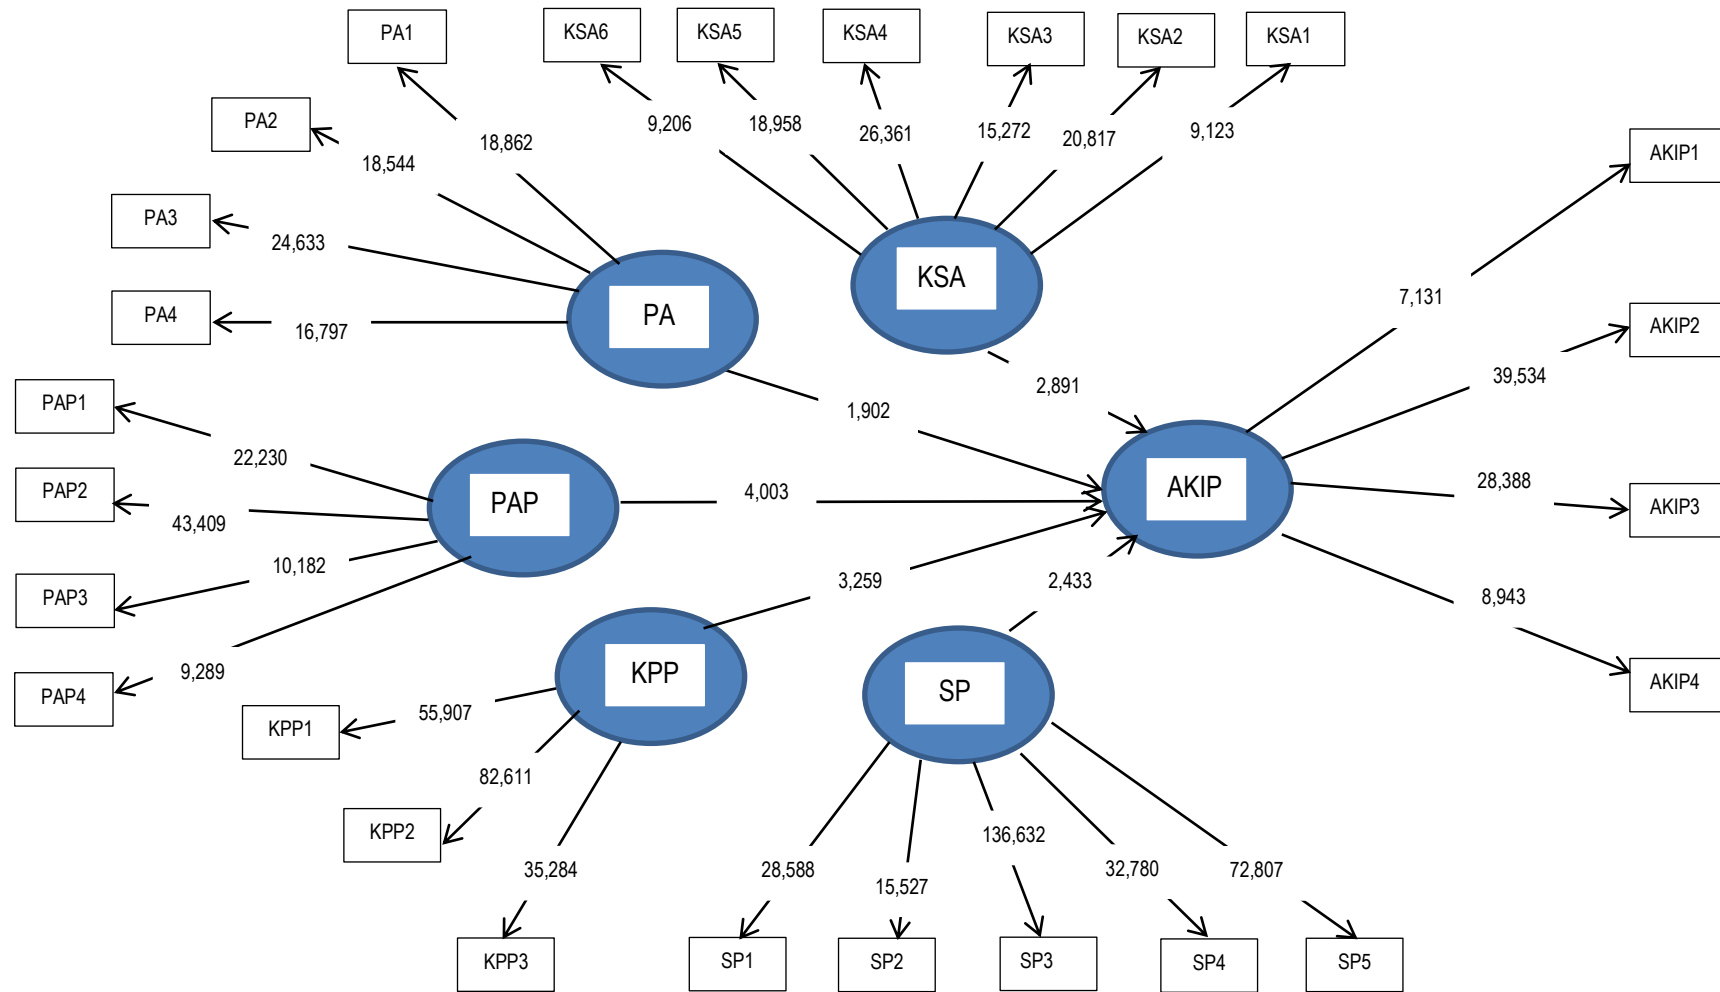 PA1
KSA6
KSA5
KSA4
KSA3
KSA2
KSA1
PA2
18,544
18,862
9,206
18,958
26,361
15,272
20,817
9,123
AKIP1
PA3
24,633
KSA
7,131
PA4
16,797
PA
AKIP2
2,891
39,534
PAP1
1,902
22,230
PAP2
43,409
PAP
4,003
AKIP
28,388
AKIP3
PAP3
10,182
3,259
2,433
8,943
PAP4
9,289
KPP
SP
AKIP4
KPP1
55,907
82,611
KPP2
136,632
35,284
28,588
15,527
32,780
72,807
KPP3
SP1
SP2
SP3
SP4
SP5